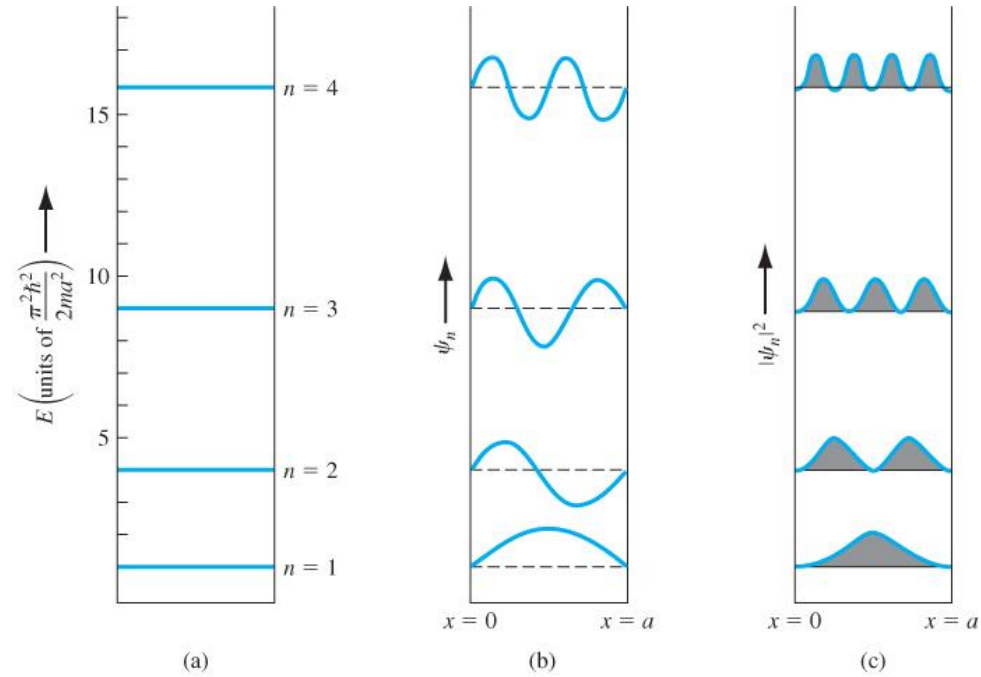 E (units of π²ℏ²/2ma²)
15
10
5
n = 4
n = 3
n = 2
n = 1
ψn
x = 0
x = a
|ψn|²
x = 0
x = a
(a)
(b)
(c)